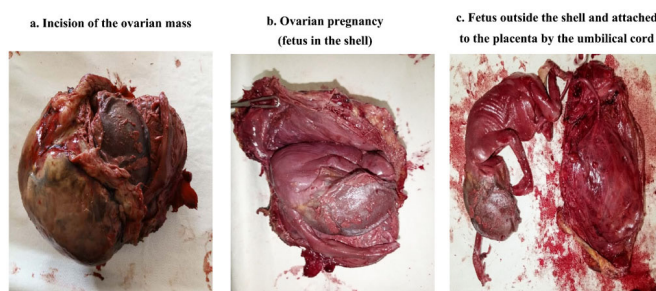 a. Incision of the ovarian mass
b. Ovarian pregnancy
(fetus in the shell)
c. Fetus outside the shell and attached
to the placenta by the umbilical cord